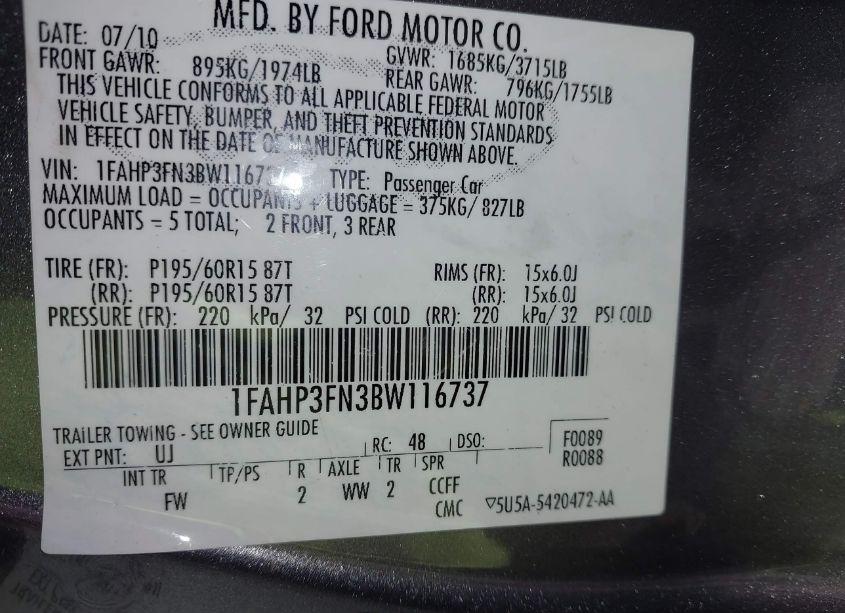 MFD. BY FORD MOTOR CO.
DATE: 07/10 GVWR: 1685KG/3715LB
FRONT GAWR: 895KG/1974LB REAR GAWR: 796KG/1755LB
THIS VEHICLE CONFORMS TO ALL APPLICABLE FEDERAL MOTOR
VEHICLE SAFETY, BUMPER, AND THEFT PREVENTION STANDARDS
IN EFFECT ON THE DATE OF MANUFACTURE SHOWN ABOVE.
VIN: 1FAHP3FN3BW116737 TYPE: Passenger Car
MAXIMUM LOAD = OCCUPANTS + LUGGAGE = 375KG/ 827LB
OCCUPANTS = 5 TOTAL; 2 FRONT, 3 REAR
TIRE (FR): P195/60R15 87T RIMS (FR): 15x6.0J
(RR): P195/60R15 87T (RR): 15x6.0J
PRESSURE (FR): 220 kPa/ 32 PSI COLD (RR): 220 kPa/ 32 PSI COLD
1FAHP3FN3BW116737
TRAILER TOWING - SEE OWNER GUIDE
EXT PNT: UJ RC: 48 DSO: F0089
R0088
INT TR TP/PS R AXLE TR SPR
FW 2 WW 2 CCFF
CMC ▽5U5A-5420472-AA